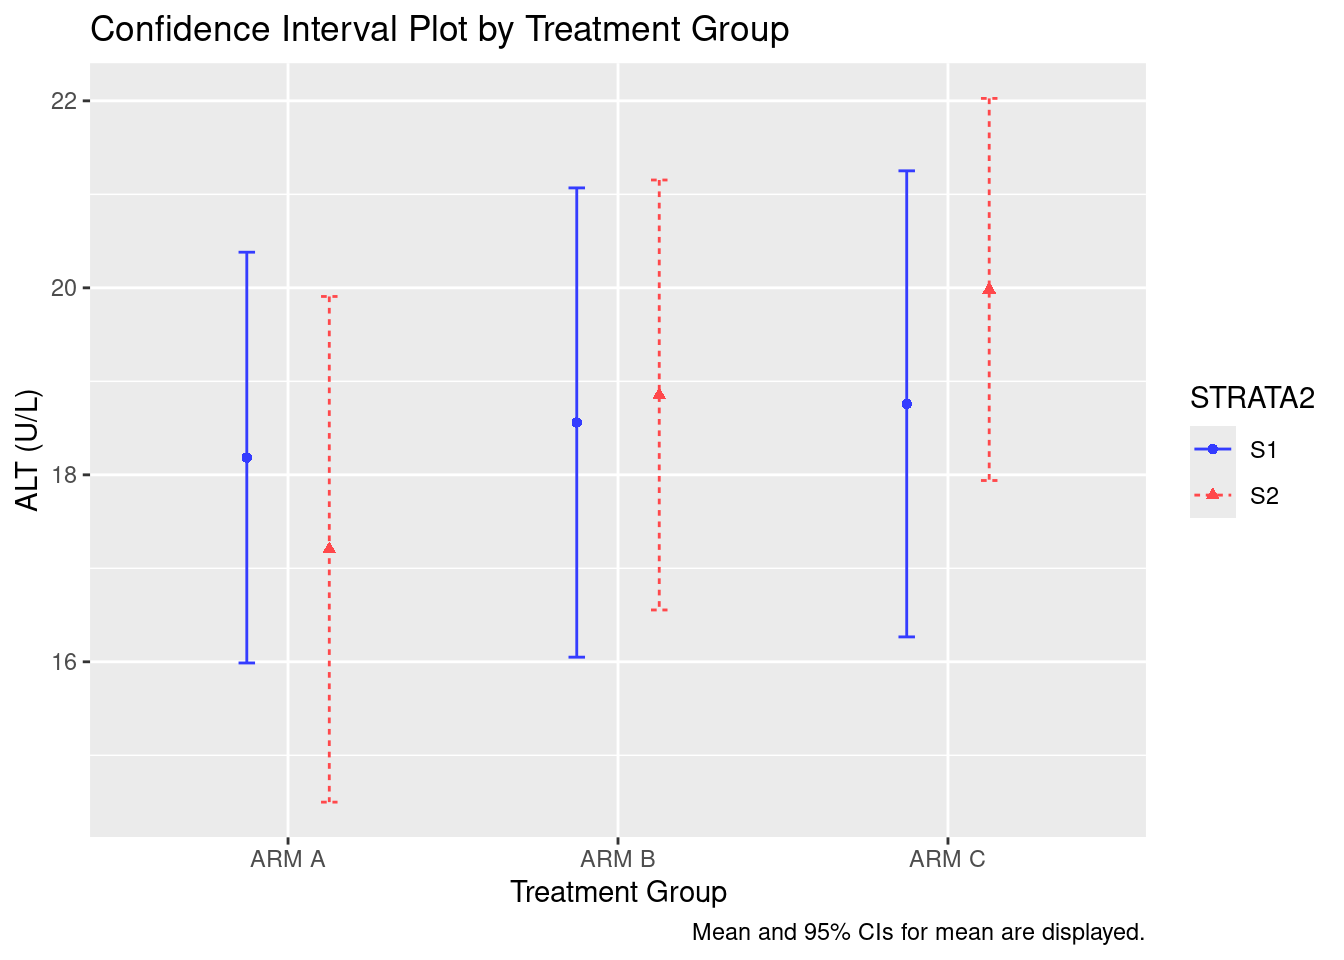 Confidence Interval Plot by Treatment Group
22
20
18
16
ALT (U/L)
ARM A
ARM B
ARM C
Treatment Group
STRATA2
S1
S2
Mean and 95% CIs for mean are displayed.